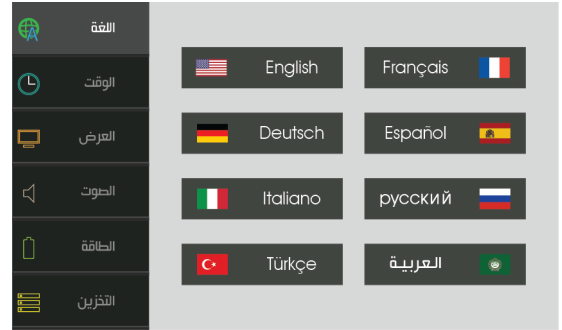 اللغة
الوقت
العرض
الصوت
الطاقة
التخزين
English
Français
Deutsch
Español
Italiano
русский
Türkçe
العربية